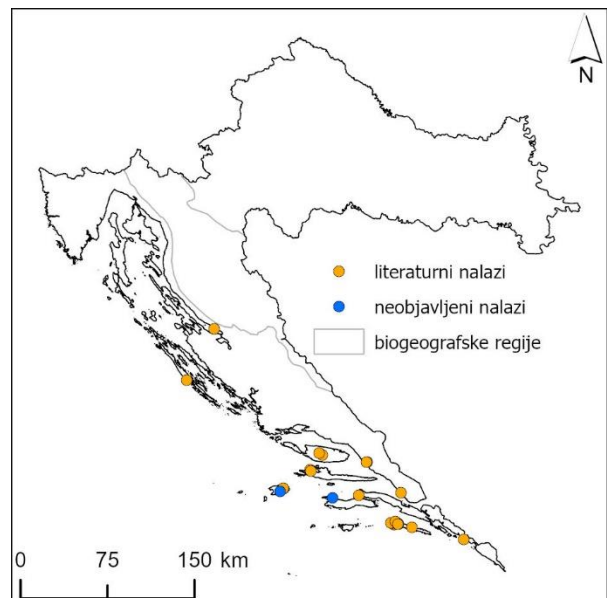 N
literaturni nalazi
neobjavljeni nalazi
biogeografske regije
0 75 150 km